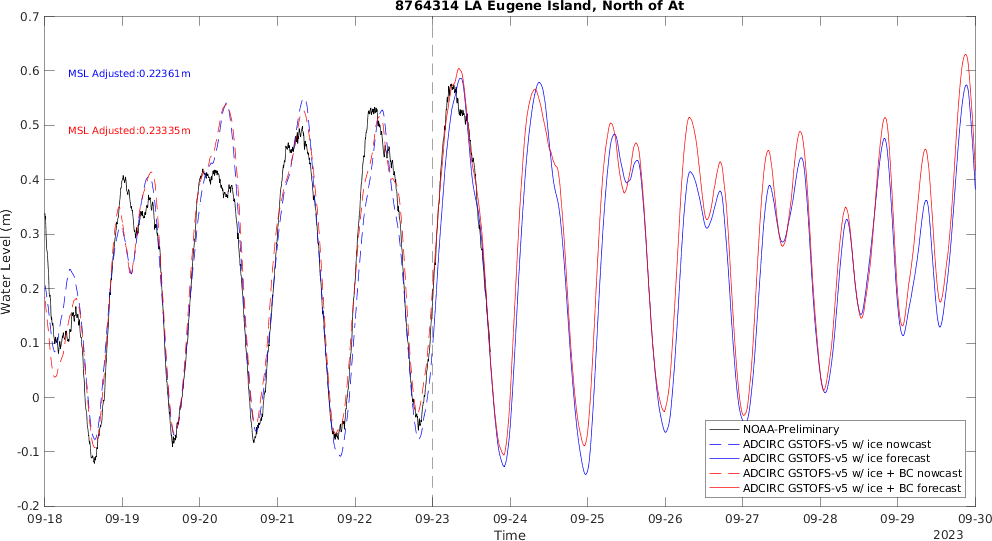 8764314 LA Eugene Island, North of At
0.7
0.6
0.5
0.4
0.3
0.2
0.1
0
-0.1
-0.2
Water Level (m)
MSL Adjusted:0.22361m
MSL Adjusted:0.23335m
NOAA-Preliminary
ADCIRC GSTOFS-v5 w/ ice nowcast
ADCIRC GSTOFS-v5 w/ ice forecast
ADCIRC GSTOFS-v5 w/ ice + BC nowcast
ADCIRC GSTOFS-v5 w/ ice + BC forecast
09-18 09-19 09-20 09-21 09-22 09-23 09-24 09-25 09-26 09-27 09-28 09-29 09-30
Time
2023